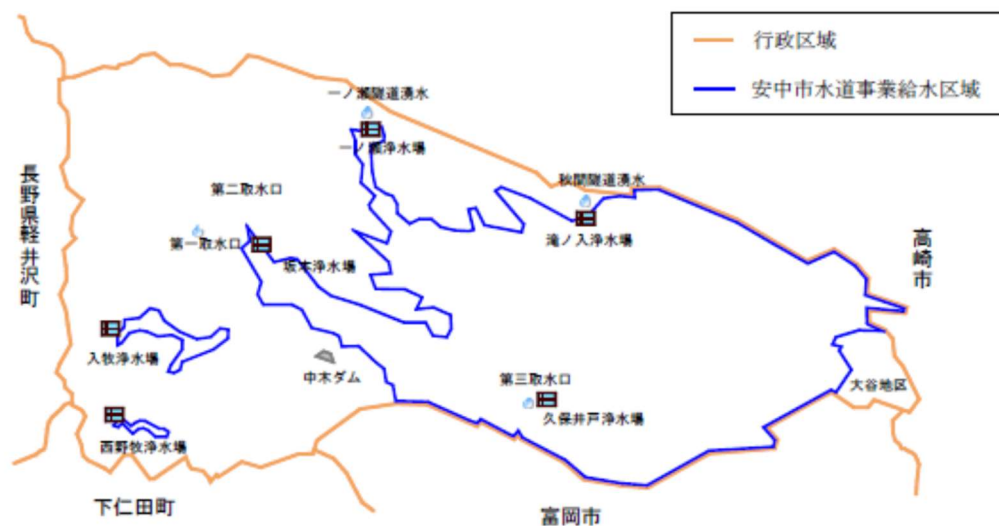 行政区域
安中市水道事業給水区域
一ノ瀬隧道湧水
一ノ瀬浄水場
秋間隧道湧水
滝ノ入浄水場
第二取水口
第一取水口
坂本浄水場
長野県軽井沢町
高崎市
入牧浄水場
中木ダム
第三取水口
久保井戸浄水場
大谷地区
西野牧浄水場
下仁田町
富岡市